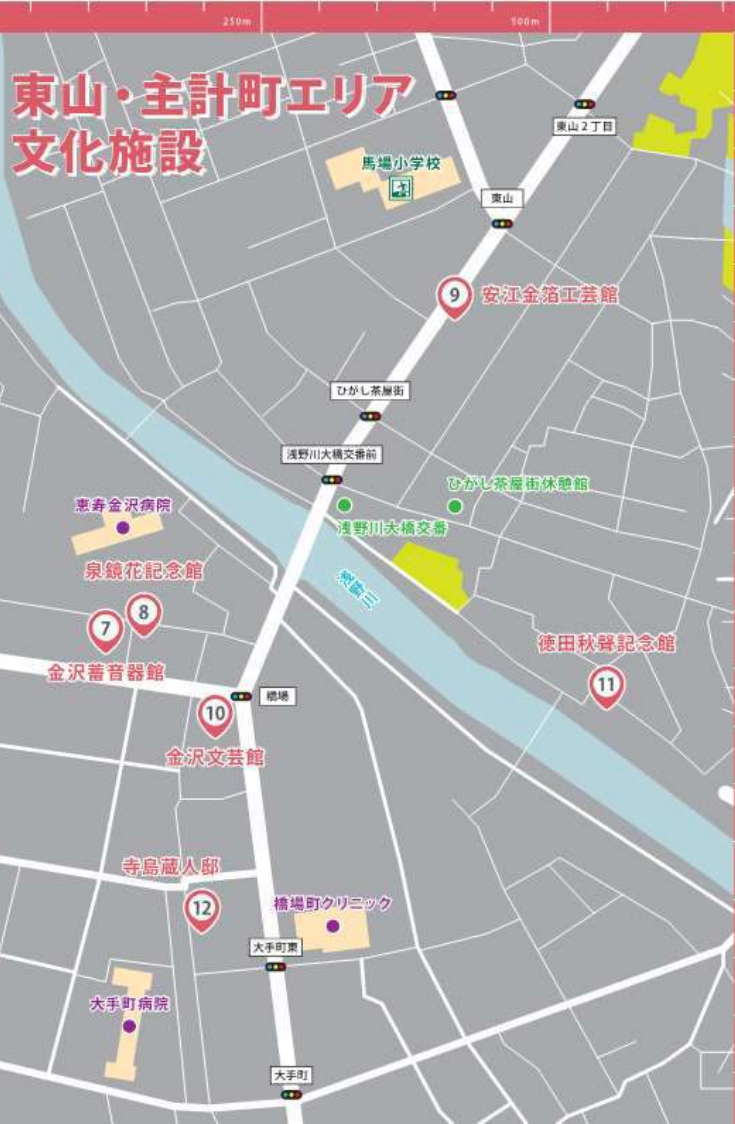 250m
500m
東山・主計町エリア
文化施設
東山2丁目
馬場小学校
東山
9
安江金箔工芸館
ひがし茶屋街
浅野川大橋交番前
ひがし茶屋街休憩館
恵寿金沢病院
浅野川大橋交番
泉鏡花記念館
浅野川
8
7
徳田秋聲記念館
金沢蓄音器館
11
橋場
10
金沢文芸館
寺島蔵人邸
12
橋場町クリニック
大手町東
大手町病院
大手町